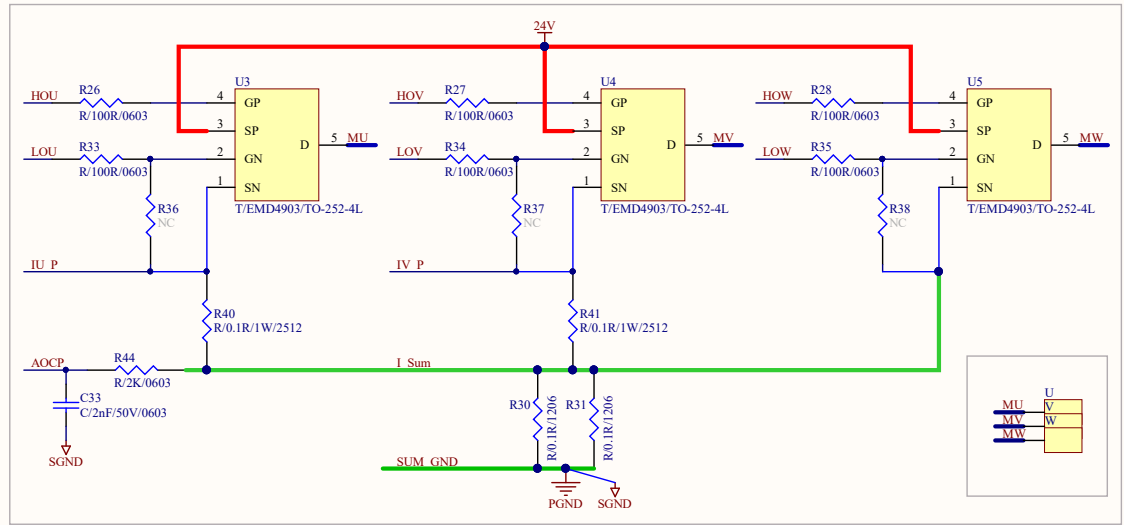 24V
U3
U4
U5
HOU
R26
R/100R/0603
4
GP
HOV
R27
R/100R/0603
4
GP
HOW
R28
R/100R/0603
4
GP
3
SP
3
SP
3
SP
D
5
MU
D
5
MV
D
5
MW
LOU
R33
R/100R/0603
2
GN
LOV
R34
R/100R/0603
2
GN
LOW
R35
R/100R/0603
2
GN
1
SN
1
SN
1
SN
T/EMD4903/TO-252-4L
T/EMD4903/TO-252-4L
T/EMD4903/TO-252-4L
R36
NC
R37
NC
R38
NC
IU_P
IV_P
R40
R/0.1R/1W/2512
R41
R/0.1R/1W/2512
AOCP
R44
R/2K/0603
I_Sum
C33
C/2nF/50V/0603
SGND
R30
R/0.1R/1206
R31
R/0.1R/1206
SUM_GND
PGND
SGND
U
MU
V
MV
W
MW